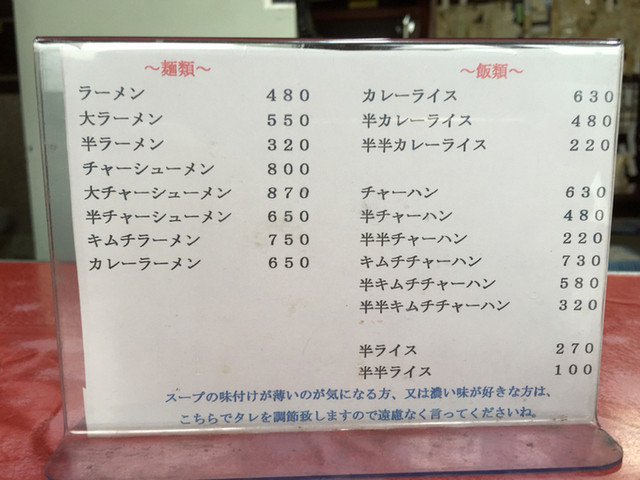 ～麺類～
ラーメン 480
大ラーメン 550
半ラーメン 320
チャーシューメン 800
大チャーシューメン 870
半チャーシューメン 650
キムチラーメン 750
カレーラーメン 650
～飯類～
カレーライス 630
半カレーライス 480
半半カレーライス 220
チャーハン 630
半チャーハン 480
半半チャーハン 220
キムチチャーハン 730
半キムチチャーハン 580
半半キムチチャーハン 320
半ライス 270
半半ライス 100
スープの味付けが薄いのが気になる方、又は濃い味が好きな方は、
こちらでタレを調節致しますので遠慮なく言ってくださいね。